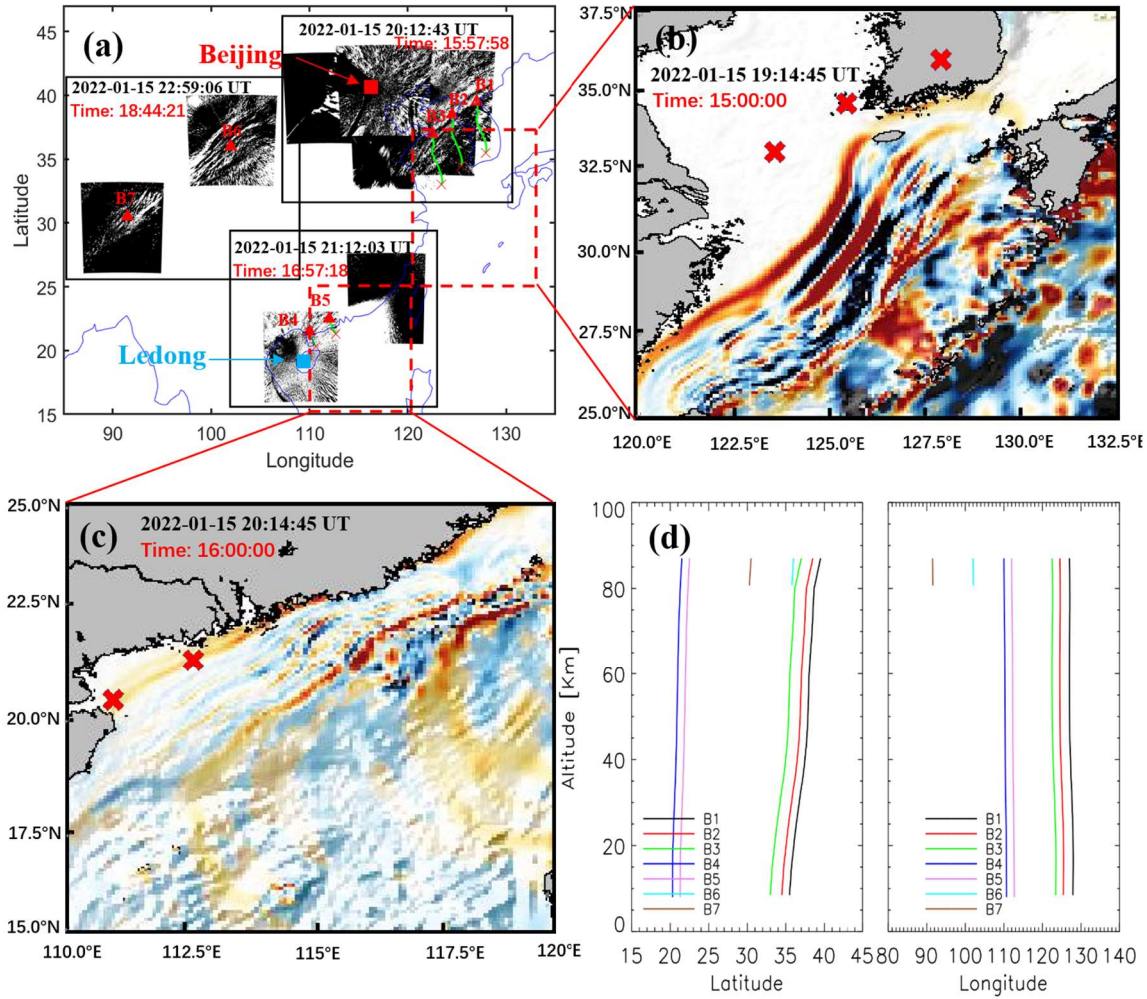 (a)
2022-01-15 20:12:43 UT
Time: 15:57:58
Beijing
B1
B2
B3
2022-01-15 22:59:06 UT
Time: 18:44:21
B6
B7
2022-01-15 21:12:03 UT
Time: 16:57:18
B5
B4
Ledong
45
40
35
30
25
20
15
Latitude
90
100
110
120
130
Longitude
(b)
2022-01-15 19:14:45 UT
Time: 15:00:00
37.5°N
35.0°N
32.5°N
30.0°N
27.5°N
25.0°N
120.0°E
122.5°E
125.0°E
127.5°E
130.0°E
132.5°E
(c)
2022-01-15 20:14:45 UT
Time: 16:00:00
25.0°N
22.5°N
20.0°N
17.5°N
15.0°N
110.0°E
112.5°E
115.0°E
117.5°E
120.0°E
(d)
100
80
60
40
20
0
Altitude [Km]
B1
B2
B3
B4
B5
B6
B7
15 20 25 30 35 40 45
Latitude
B1
B2
B3
B4
B5
B6
B7
80 90 100 110 120 130 140
Longitude